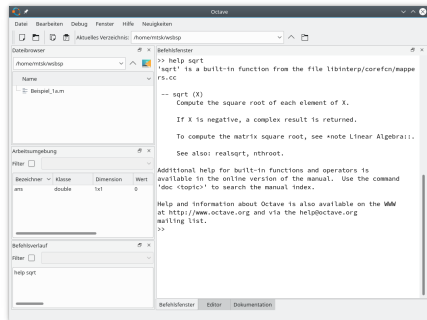 Octave
Datei Bearbeiten Debug Fenster Hilfe Neuigkeiten
Aktuelles Verzeichnis: /home/mtsk/wsbsp
Dateibrowser
/home/mtsk/wsbsp
Name
Beispiel_1a.m
Arbeitsumgebung
Filter
Bezeichner Klasse Dimension Wert
ans double 1x1 0
Befehlsverlauf
Filter
help sqrt
Befehlsfenster
>> help sqrt
'sqrt' is a built-in function from the file libinterp/corefcn/mappe
rs.cc
-- sqrt (X)
Compute the square root of each element of X.
If X is negative, a complex result is returned.
To compute the matrix square root, see *note Linear Algebra::.
See also: realsqrt, nthroot.
Additional help for built-in functions and operators is
available in the online version of the manual. Use the command
'doc <topic>' to search the manual index.
Help and information about Octave is also available on the WWW
at http://www.octave.org and via the help@octave.org
mailing list.
>>
Befehlsfenster Editor Dokumentation